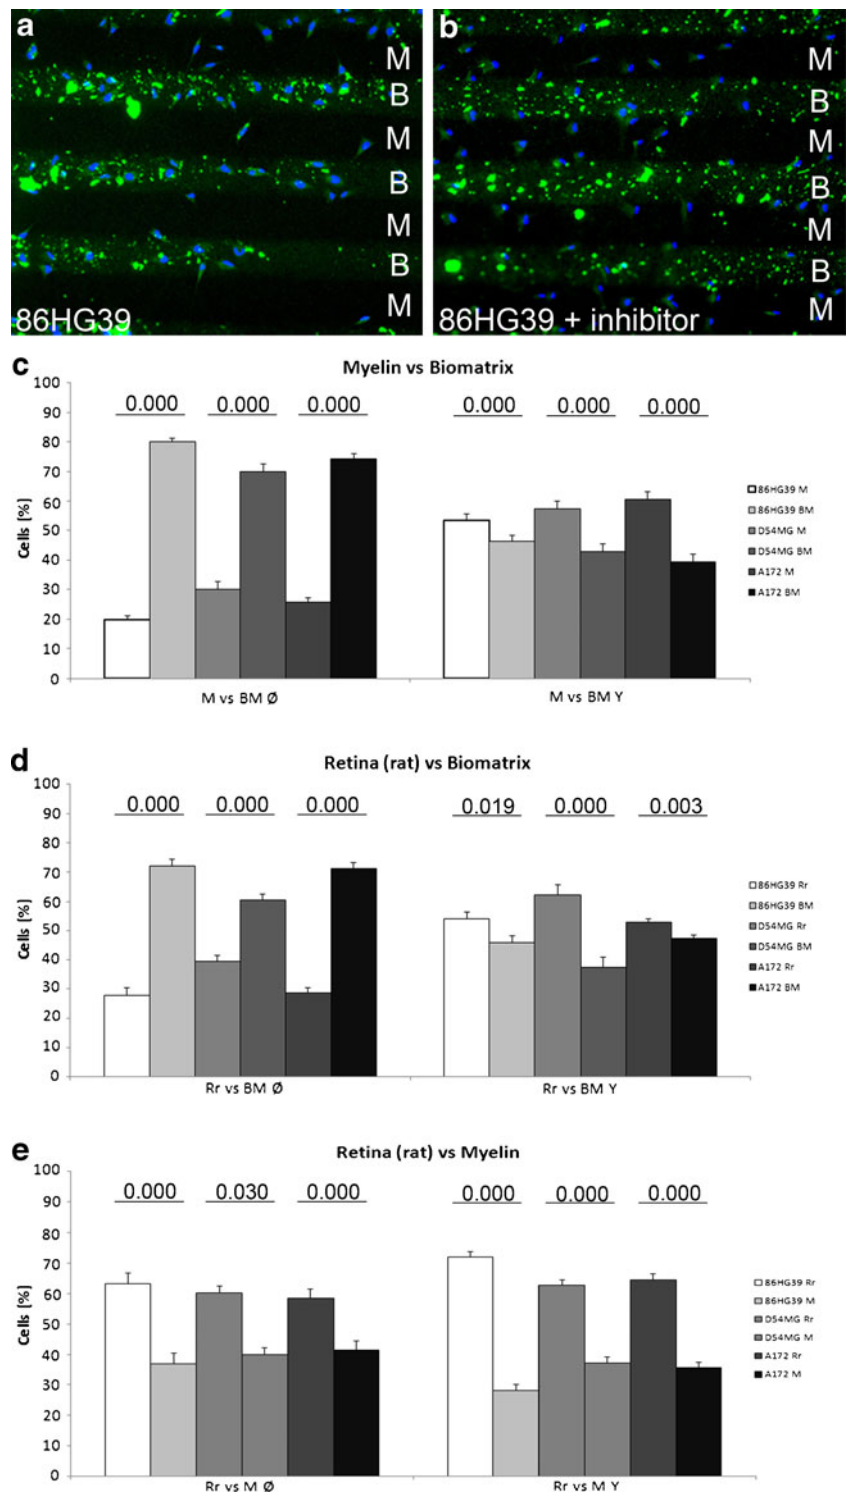 a
M
B
M
B
M
B
M
86HG39
b
M
B
M
B
M
B
M
86HG39 + inhibitor
c
Myelin vs Biomatrix
100
90
80
70
60
50
40
30
20
10
0
Cells [%]
0.000 0.000 0.000 0.000 0.000 0.000
M vs BM Ø M vs BM Y
86HG39 M
86HG39 BM
D54MG M
D54MG BM
A172 M
A172 BM
d
Retina (rat) vs Biomatrix
100
90
80
70
60
50
40
30
20
10
0
Cells [%]
0.000 0.000 0.000 0.019 0.000 0.003
Rr vs BM Ø Rr vs BM Y
86HG39 Rr
86HG39 BM
D54MG Rr
D54MG BM
A172 Rr
A172 BM
e
Retina (rat) vs Myelin
100
90
80
70
60
50
40
30
20
10
0
Cells [%]
0.000 0.030 0.000 0.000 0.000 0.000
Rr vs M Ø Rr vs M Y
86HG39 Rr
86HG39 M
D54MG Rr
D54MG M
A172 Rr
A172 M